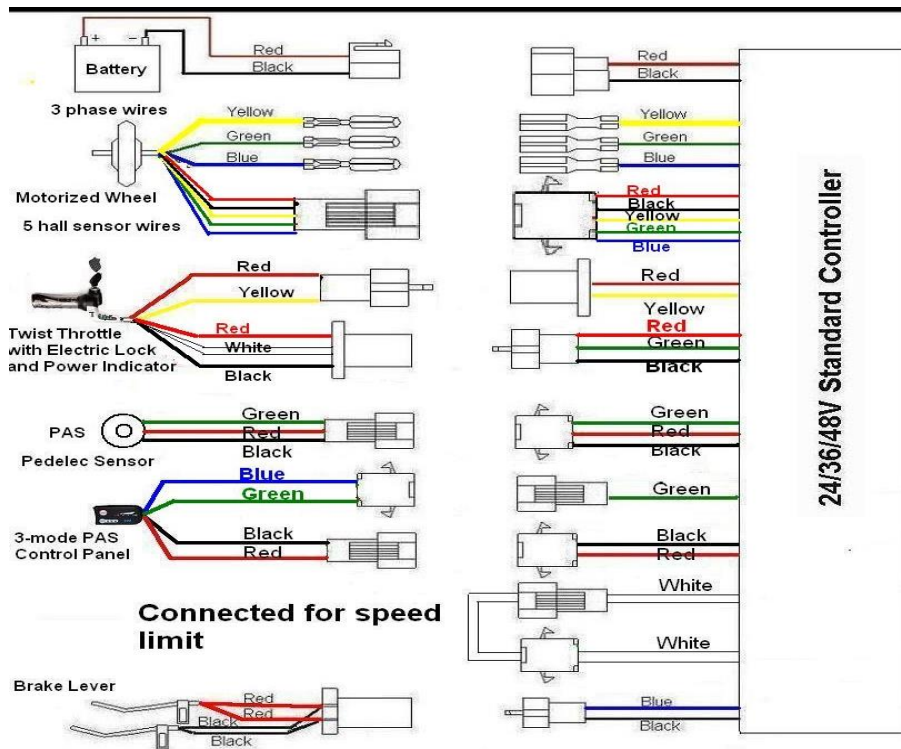 + −
Red
Black
Battery
3 phase wires
Yellow
Green
Blue
Motorized Wheel
5 hall sensor wires
Red
Yellow
Red
White
Black
Twist Throttle
with Electric Lock
and Power Indicator
Green
Red
Black
PAS
Pedelec Sensor
Blue
Green
Black
Red
3-mode PAS
Control Panel
Connected for speed
limit
Brake Lever
Red
Red
Black
Black
Red
Black
Yellow
Green
Blue
Red
Black
Yellow
Green
Blue
Red
Yellow
Red
Green
Black
Green
Red
Black
Green
Black
Red
White
White
Blue
Black
24/36/48V Standard Controller